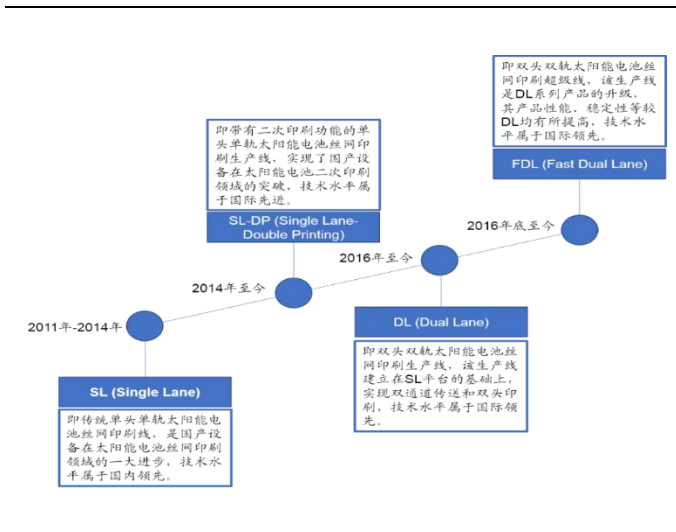 即双头双轨太阳能电池丝
网印刷超级线，该生产线
是DL系列产品的升级，
其产品性能、稳定性等较
DL均有所提高，技术水
平属于国际领先。
FDL (Fast Dual Lane)
2016年底至今
即带有二次印刷功能的单
头单轨太阳能电池丝网印
刷生产线，实现了国产设
备在太阳能电池二次印刷
领域的突破，技术水平属
于国际先进。
SL-DP (Single Lane-
Double Printing)
2014年至今
2016年至今
DL (Dual Lane)
即双头双轨太阳能电池丝
网印刷生产线，该生产线
建立在SL平台的基础上，
实现双通道传送和双头印
刷，技术水平属于国际领
先。
2011年-2014年
SL (Single Lane)
即传统单头单轨太阳能电
池丝网印刷线，是国产设
备在太阳能电池丝网印刷
领域的一大进步，技术水
平属于国内领先。